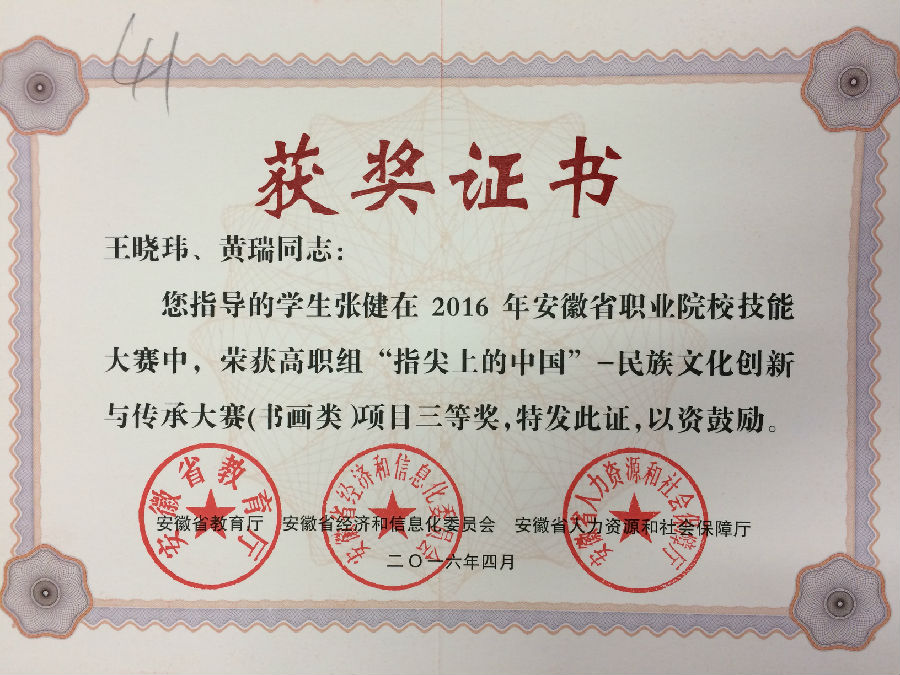 41
获奖证书
王晓玮、黄瑞同志：
您指导的学生张健在 2016 年安徽省职业院校技能
大赛中，荣获高职组“指尖上的中国”-民族文化创新
与传承大赛(书画类)项目三等奖,特发此证,以资鼓励。
安徽省教育厅
安徽省经济和信息化委员会
安徽省人力资源和社会保障厅
安徽省教育厅 安徽省经济和信息化委员会 安徽省人力资源和社会保障厅
二〇一六年四月